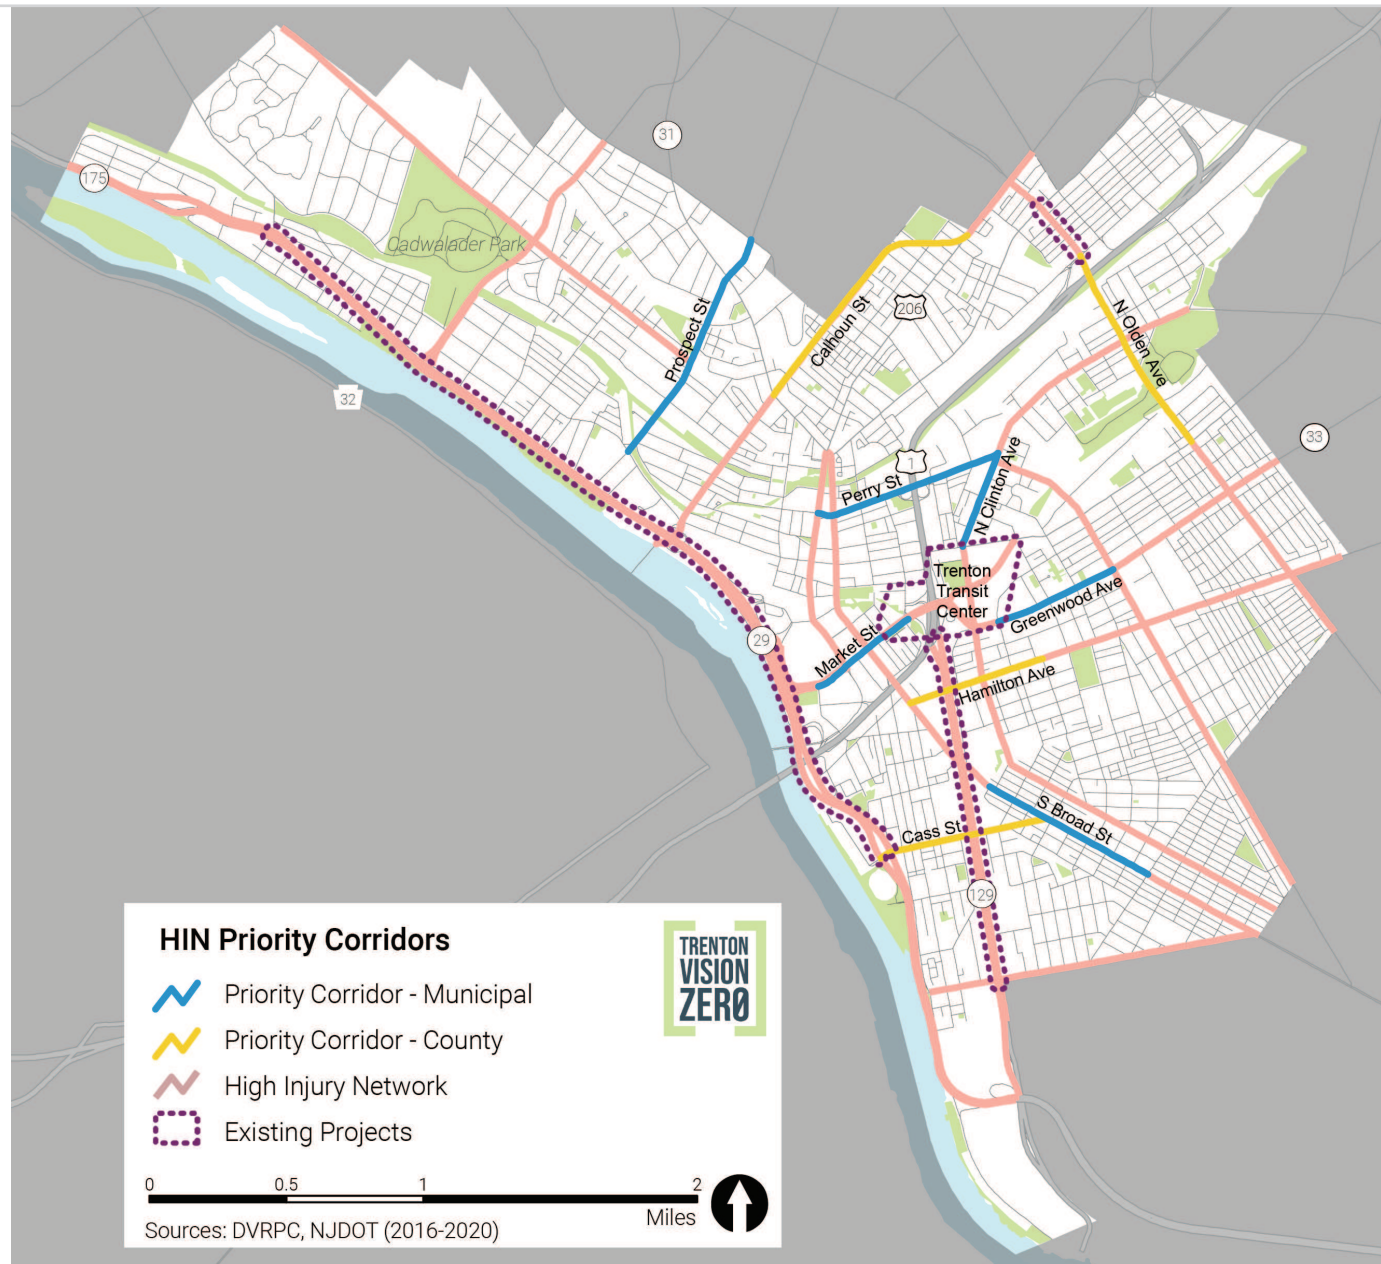 31
175
Cadwalader Park
Prospect St
Calhoun St
206
N Olden Ave
32
33
1
Perry St
N Clinton Ave
Trenton
Transit
Center
Greenwood Ave
29
Market St
Hamilton Ave
S Broad St
Cass St
129
HIN Priority Corridors
Priority Corridor - Municipal
Priority Corridor - County
High Injury Network
Existing Projects
TRENTON
VISION
ZERØ
0 0.5 1 2
Miles
Sources: DVRPC, NJDOT (2016-2020)